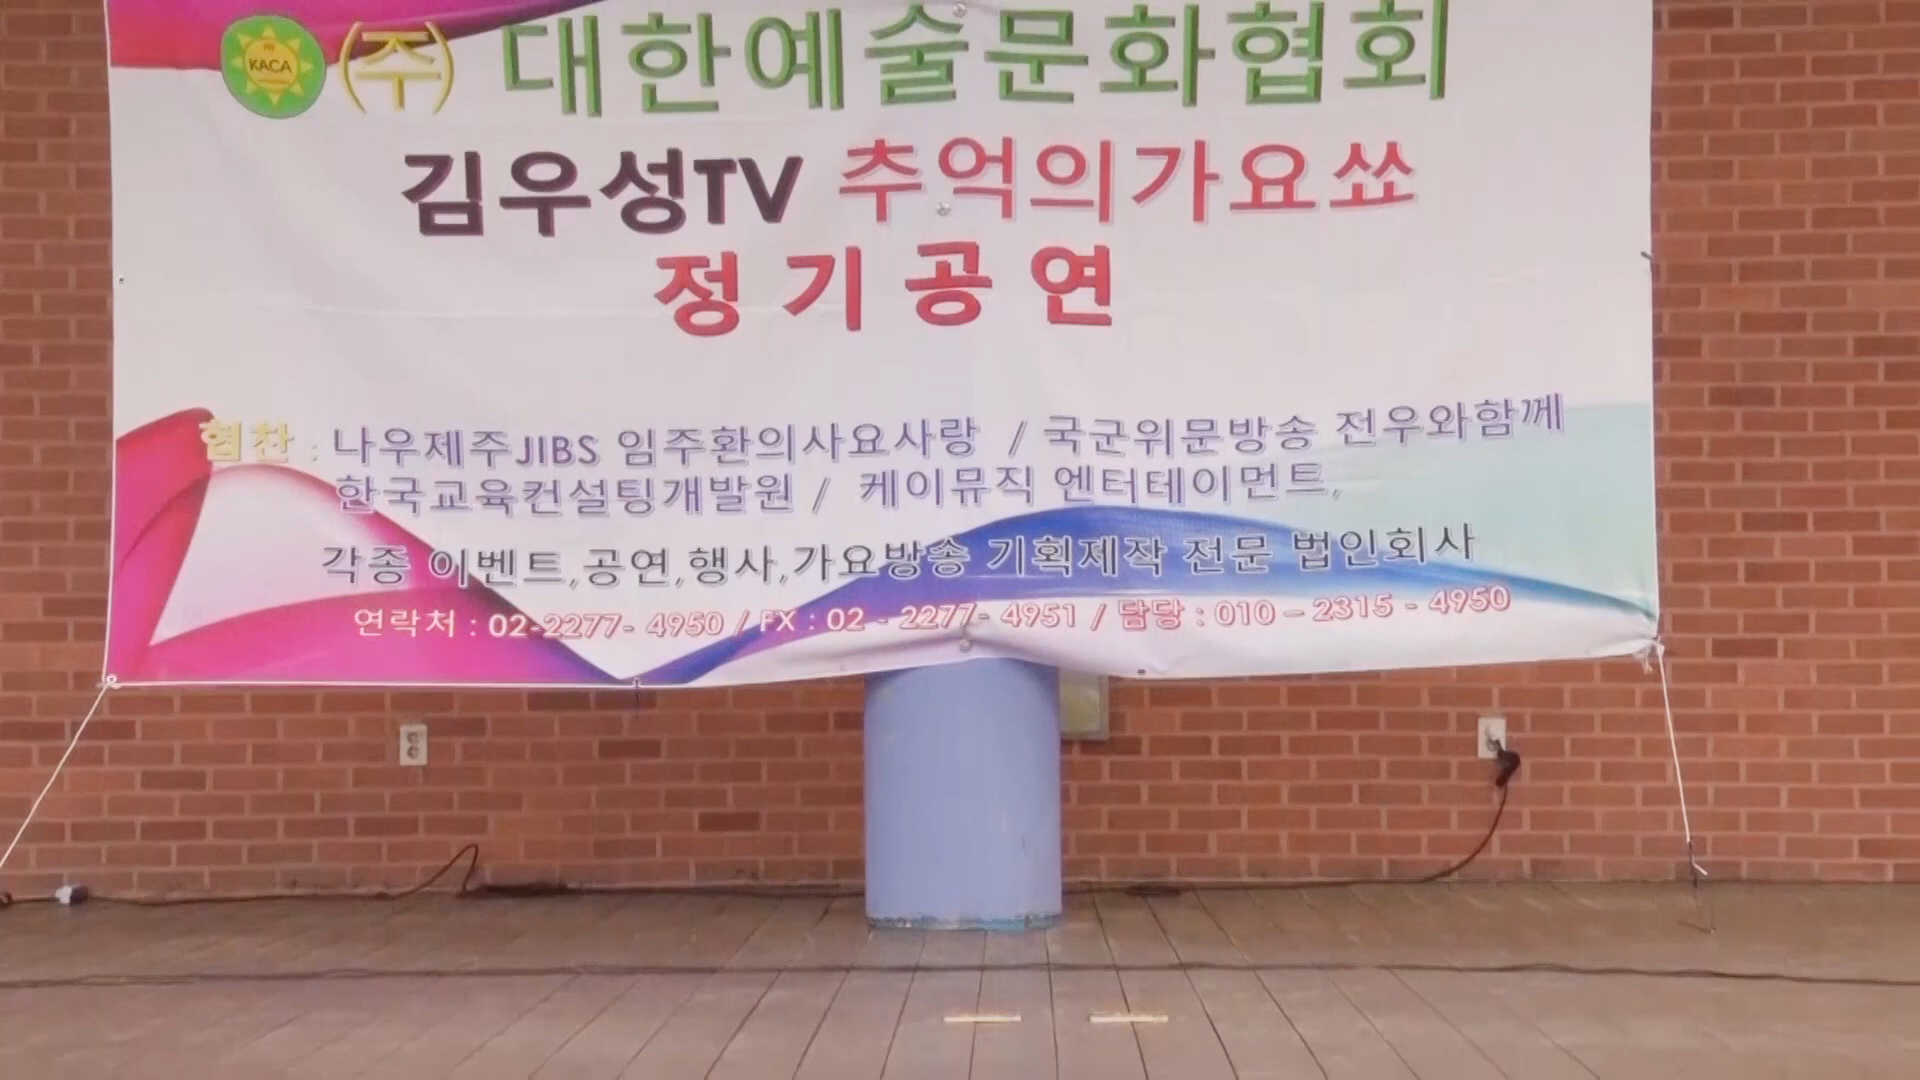 KACA (주) 대한예술문화협회
김우성TV 추억의가요쑈
정기공연
협찬 : 나우제주JIBS 임주환의사요사랑 / 국군위문방송 전우와함께
한국교육컨설팅개발원 / 케이뮤직 엔터테이먼트,
각종 이벤트,공연,행사,가요방송 기획제작 전문 법인회사
연락처 : 02-2277- 4950 / FX : 02 - 2277- 4951 / 담당 : 010 - 2315 - 4950